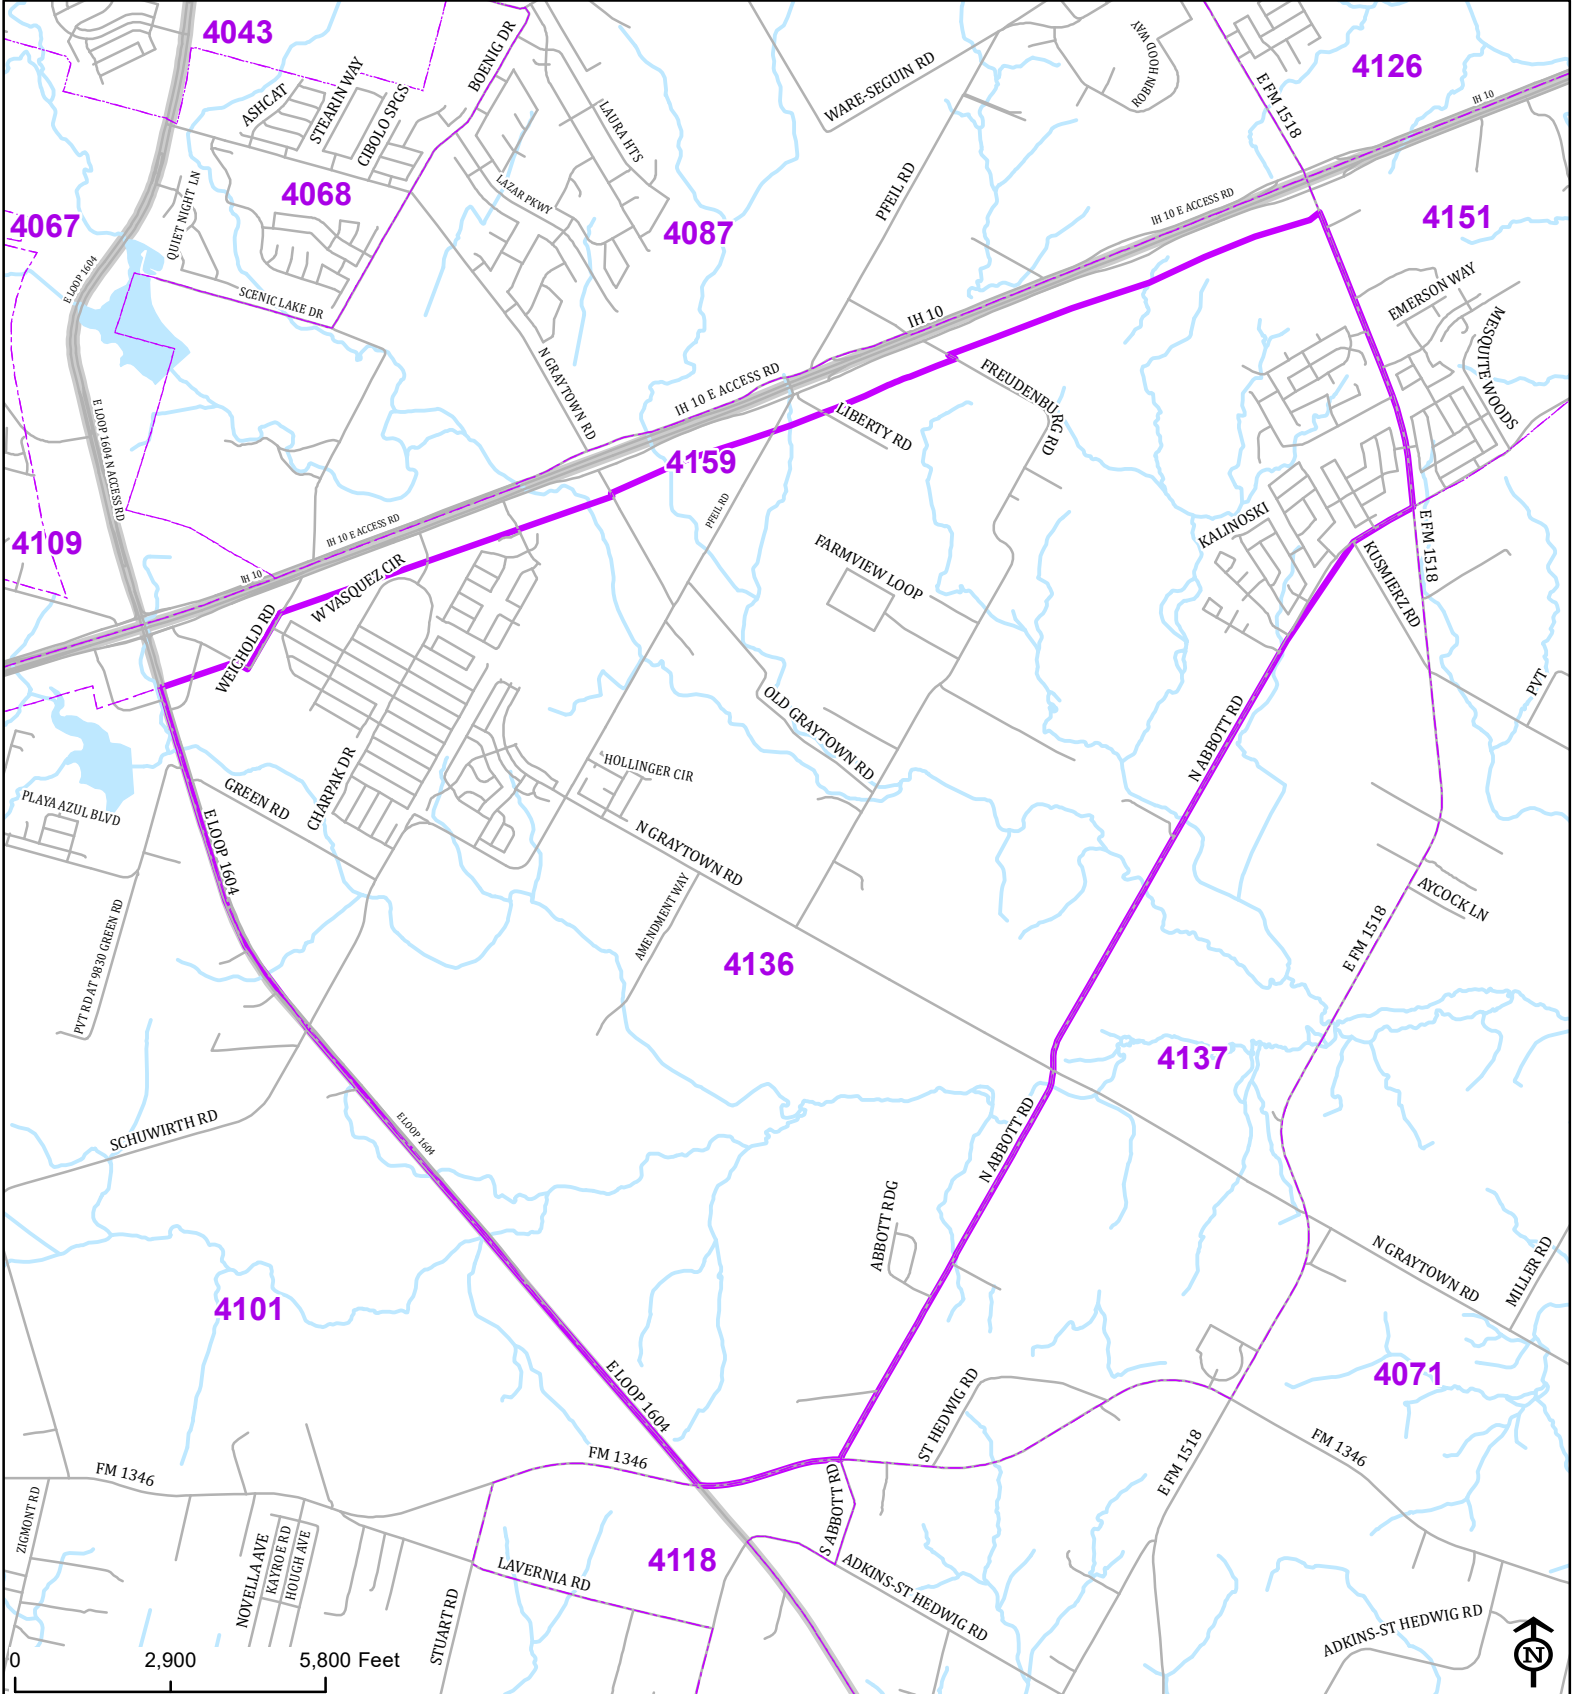 4043
BOENIG DR
WARE-SEGUIN RD
ROBIN HOOD WAY
4126
E FM 1518
IH 10
ASHCAT
STEARIN WAY
CIBOLO SPGS
LAURA HTS
4068
LAZAR PKWY
PFEIL RD
4067
QUIET NIGHT LN
4087
IH 10 E ACCESS RD
4151
E LOOP 1604
SCENIC LAKE DR
IH 10
EMERSON WAY
MESQUITE WOODS
N GRAYTOWN RD
IH 10 E ACCESS RD
FREUDENBURG RD
LIBERTY RD
E LOOP 1604 N ACCESS RD
4159
PFEIL RD
4109
IH 10 E ACCESS RD
KALINOSKI
E FM 1518
IH 10
W VASQUEZ CIR
FARMVIEW LOOP
KUSMIERZ RD
WEICHOLD RD
OLD GRAYTOWN RD
PVT
N ABBOTT RD
CHARPAK DR
HOLLINGER CIR
GREEN RD
PLAYA AZUL BLVD
E LOOP 1604
N GRAYTOWN RD
AMENDMENT WAY
AYCOCK LN
E FM 1518
PVT RD AT 9830 GREEN RD
4136
4137
SCHUWIRTH RD
E LOOP 1604
N ABBOTT RD
ABBOTT RDG
N GRAYTOWN RD
MILLER RD
4101
E LOOP 1604
4071
ST HEDWIG RD
FM 1346
FM 1346
E FM 1518
FM 1346
ZIGMONT RD
S ABBOTT RD
NOVELLA AVE
KAYROE RD
HOUGH AVE
4118
LAVERNIA RD
ADKINS-ST HEDWIG RD
STUART RD
ADKINS-ST HEDWIG RD
0 2,900 5,800 Feet
N